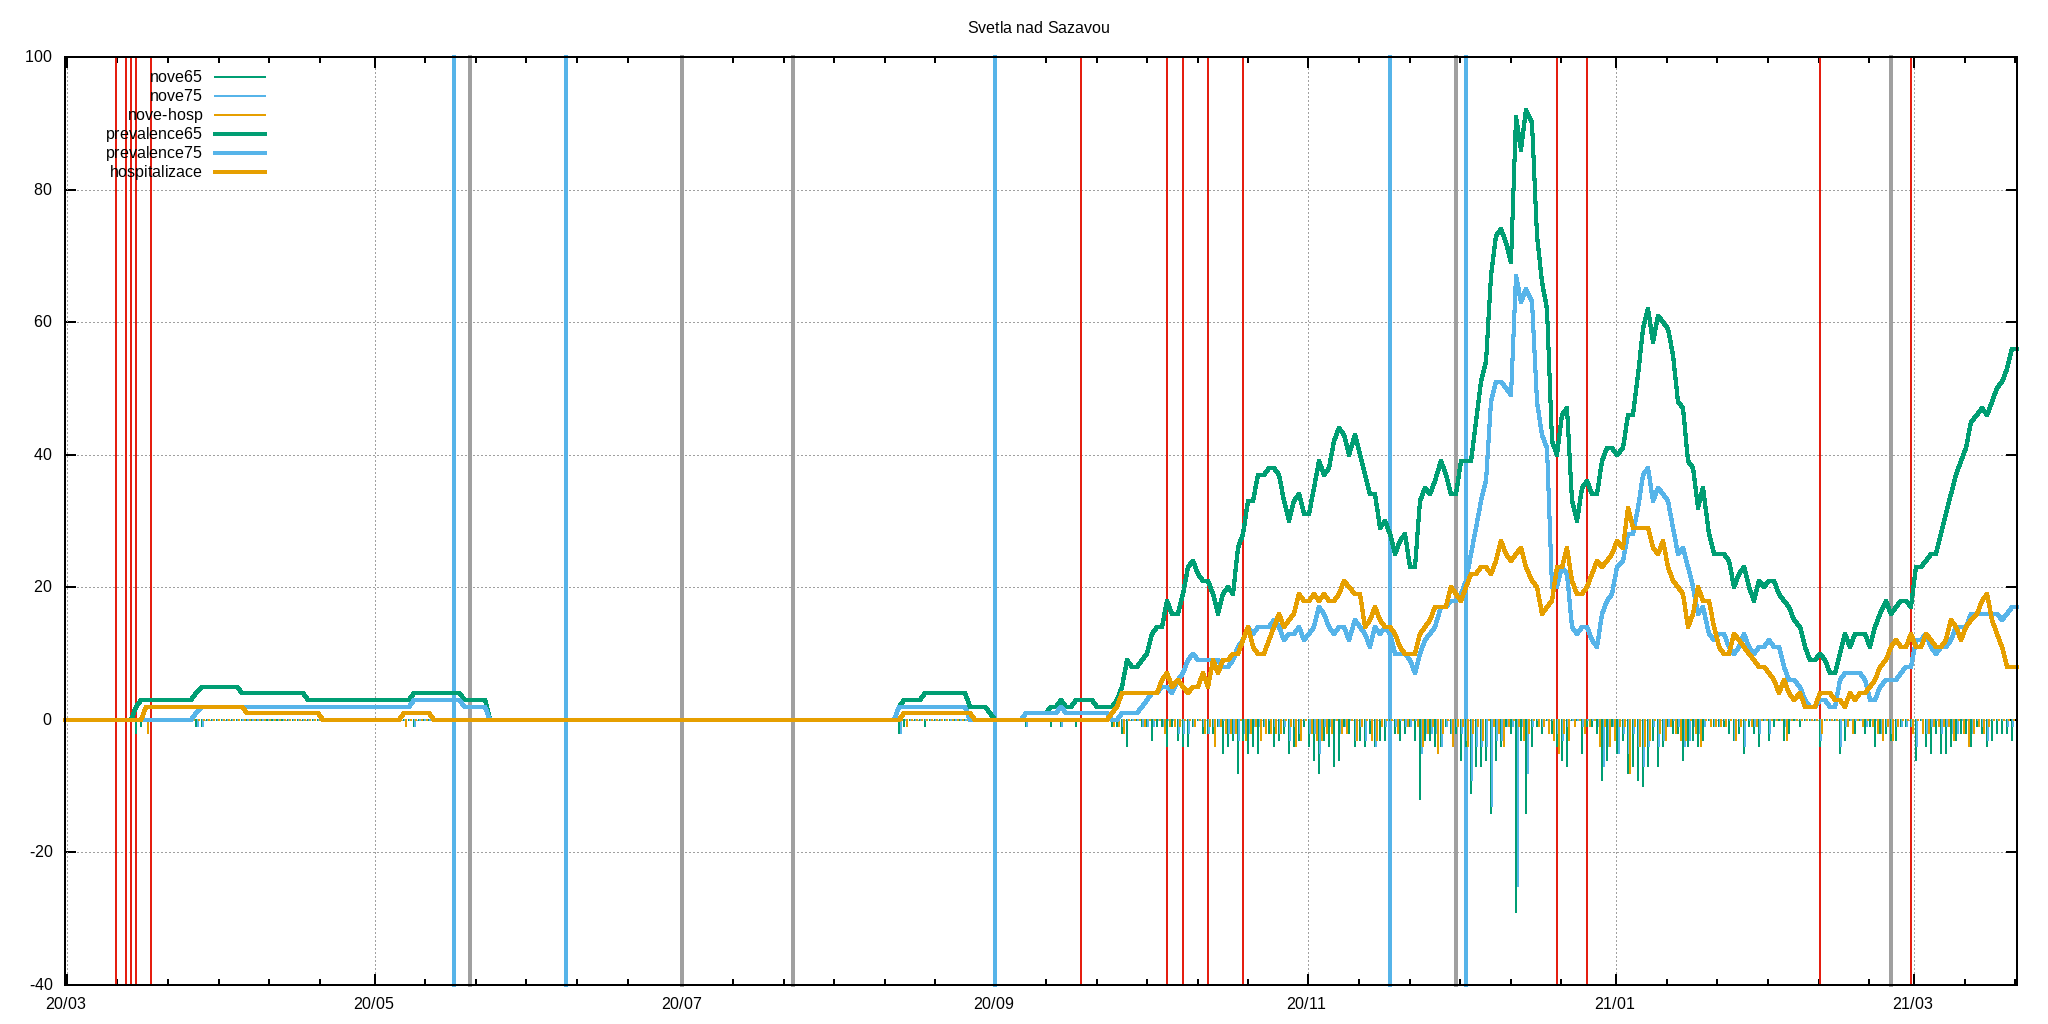 Svetla nad Sazavou
100
80
60
40
20
0
-20
-40
nove65
nove75
nove-hosp
prevalence65
prevalence75
hospitalizace
20/03 20/05 20/07 20/09 20/11 21/01 21/03